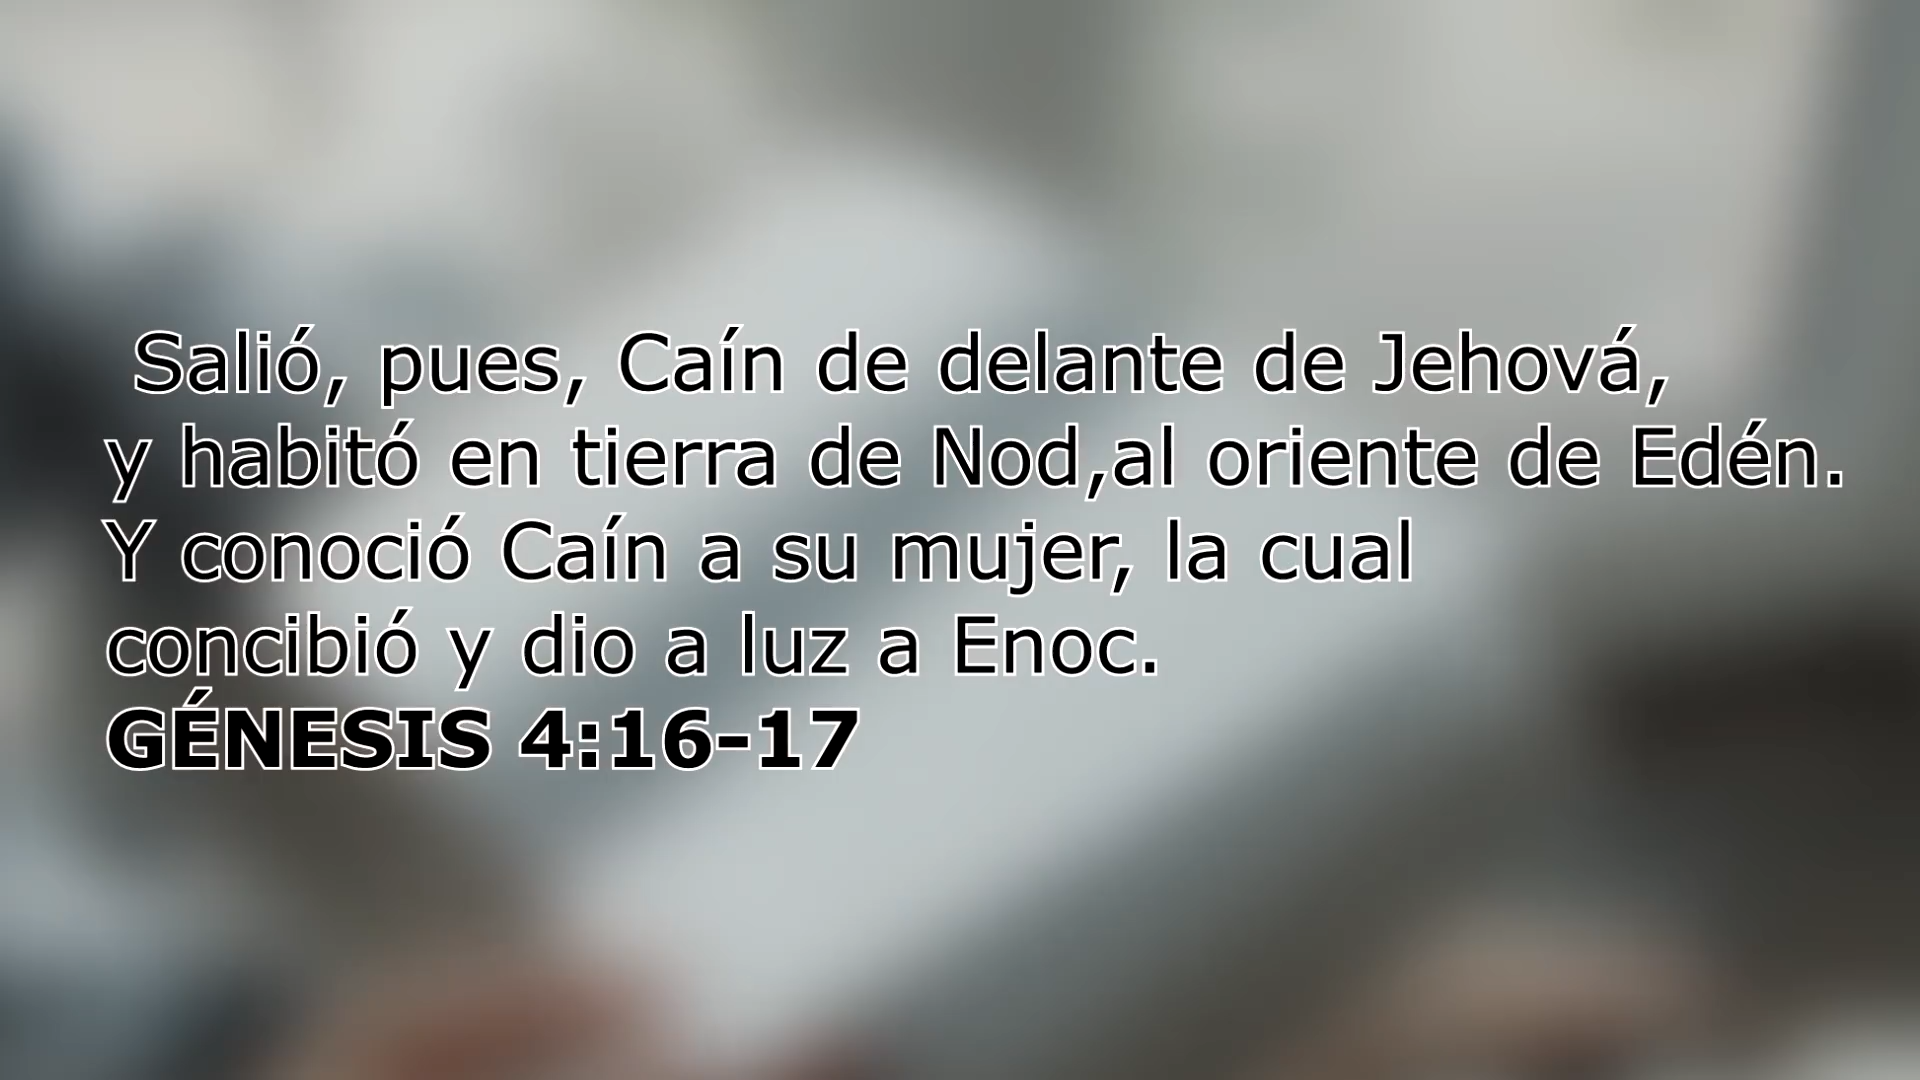 Salió, pues, Caín de delante de Jehová,
y habitó en tierra de Nod,al oriente de Edén.
Y conoció Caín a su mujer, la cual
concibió y dio a luz a Enoc.
GÉNESIS 4:16-17